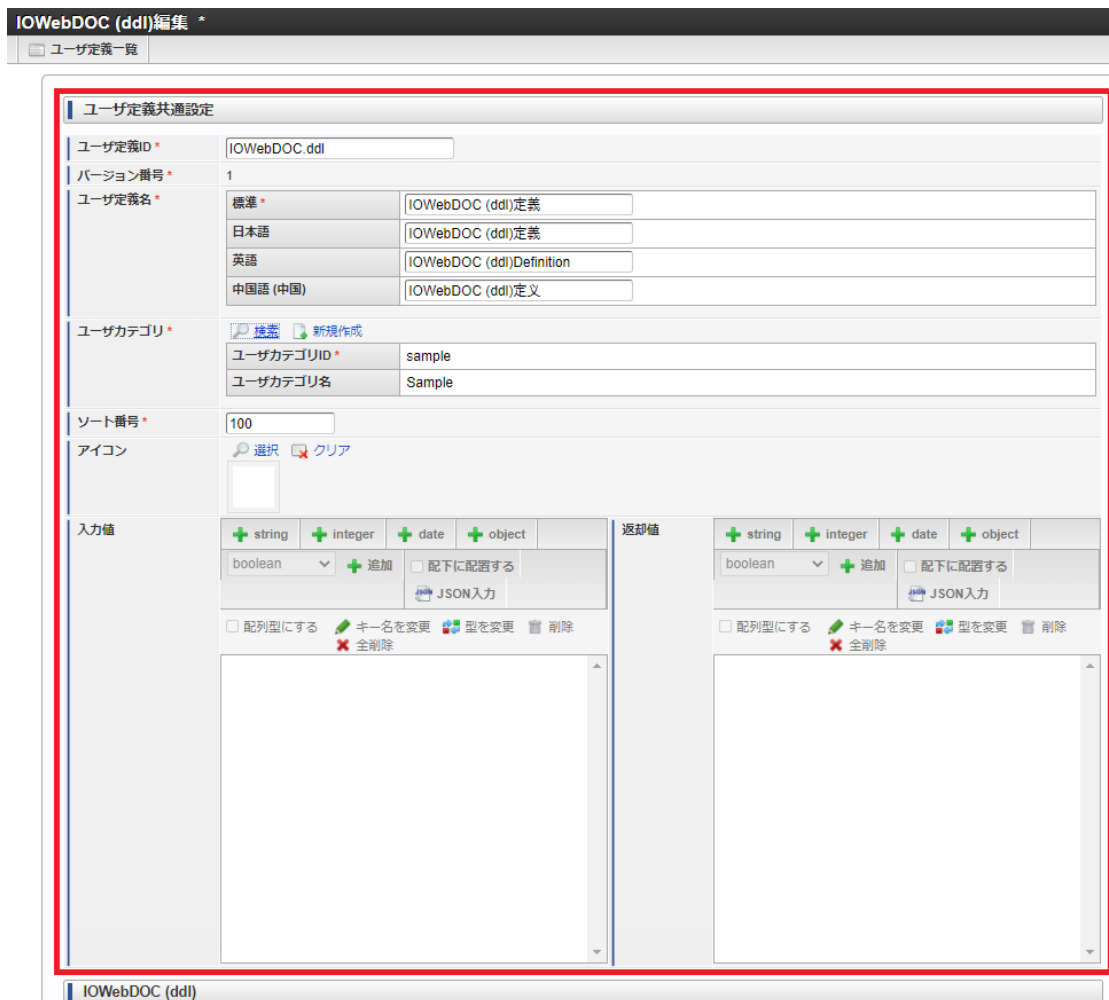 IOWebDOC (ddl)編集 *
ユーザ定義一覧
ユーザ定義共通設定
ユーザ定義ID * IOWebDOC.ddl
バージョン番号 * 1
ユーザ定義名 * 標準 * IOWebDOC (ddl)定義
日本語 IOWebDOC (ddl)定義
英語 IOWebDOC (ddl)Definition
中国語 (中国) IOWebDOC (ddl)定义
ユーザカテゴリ * 検索 新規作成
ユーザカテゴリID * sample
ユーザカテゴリ名 Sample
ソート番号 * 100
アイコン 選択 クリア
入力値 string integer date object 返却値 string integer date object
boolean 追加 配下に配置する boolean 追加 配下に配置する
JSON入力 JSON入力
配列型にする キー名を変更 型を変更 削除 配列型にする キー名を変更 型を変更 削除
全削除 全削除
IOWebDOC (ddl)